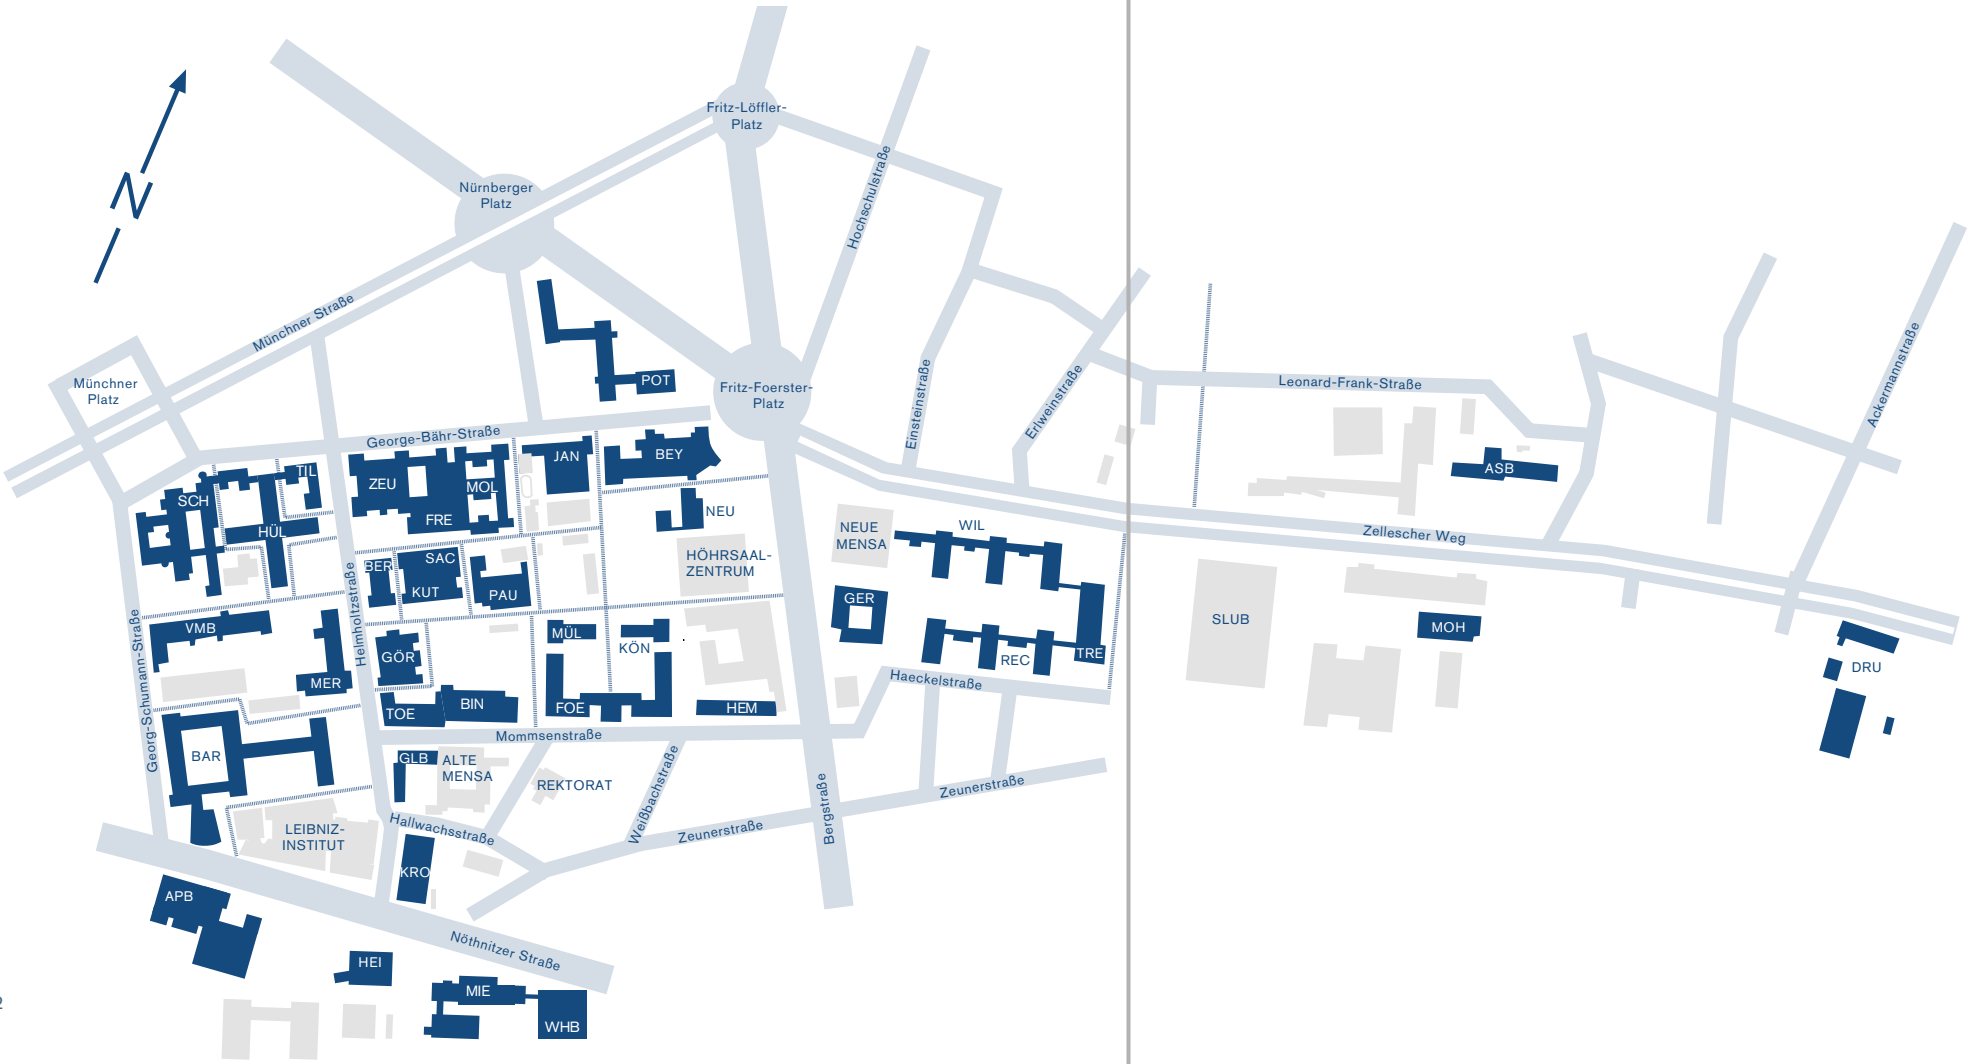 N
Fritz-Löffler-
Platz
Nürnberger
Platz
Hochschulstraße
Münchner Straße
Münchner
Platz
POT
Fritz-Foerster-
Platz
Einsteinstraße
Erlweinstraße
Leonard-Frank-Straße
Ackermannstraße
George-Bähr-Straße
TIL
SCH
HÜL
ZEU
MOL
FRE
JAN
BEY
NEU
ASB
NEUE
MENSA
WIL
Zellescher Weg
HÖHRSAAL-
ZENTRUM
BER
SAC
KUT
PAU
GER
SLUB
MOH
VMB
Helmholtzstraße
Georg-Schumann-Straße
GÖR
MÜL
KÖN
REC
TRE
DRU
MER
TOE
BIN
FOE
HEM
Haeckelstraße
Mommsenstraße
BAR
GLB
ALTE
MENSA
REKTORAT
Weißbachstraße
Bergstraße
Zeunerstraße
Zeunerstraße
LEIBNIZ-
INSTITUT
Hallwachsstraße
KRO
APB
Nöthnitzer Straße
HEI
MIE
WHB
2